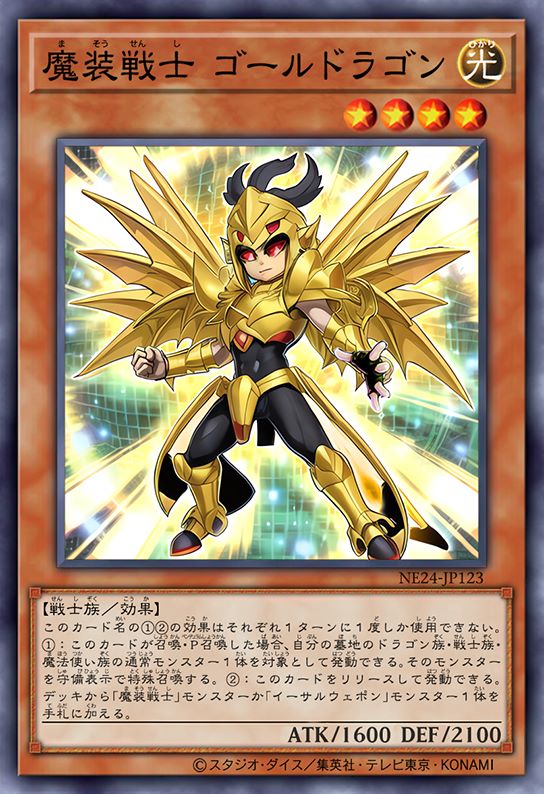 魔装戦士 ゴールドラゴン
光
NE24-JP123
【戦士族／効果】
このカード名の①②の効果はそれぞれ１ターンに１度しか使用できない。
①：このカードが召喚・P召喚した場合、自分の墓地のドラゴン族・戦士族・
魔法使い族の通常モンスター１体を対象として発動できる。そのモンスター
を守備表示で特殊召喚する。②：このカードをリリースして発動できる。
デッキから「魔装戦士」モンスターか「イーサルウェポン」モンスター１体を
手札に加える。
ATK/1600 DEF/2100
©スタジオ・ダイス／集英社・テレビ東京・KONAMI